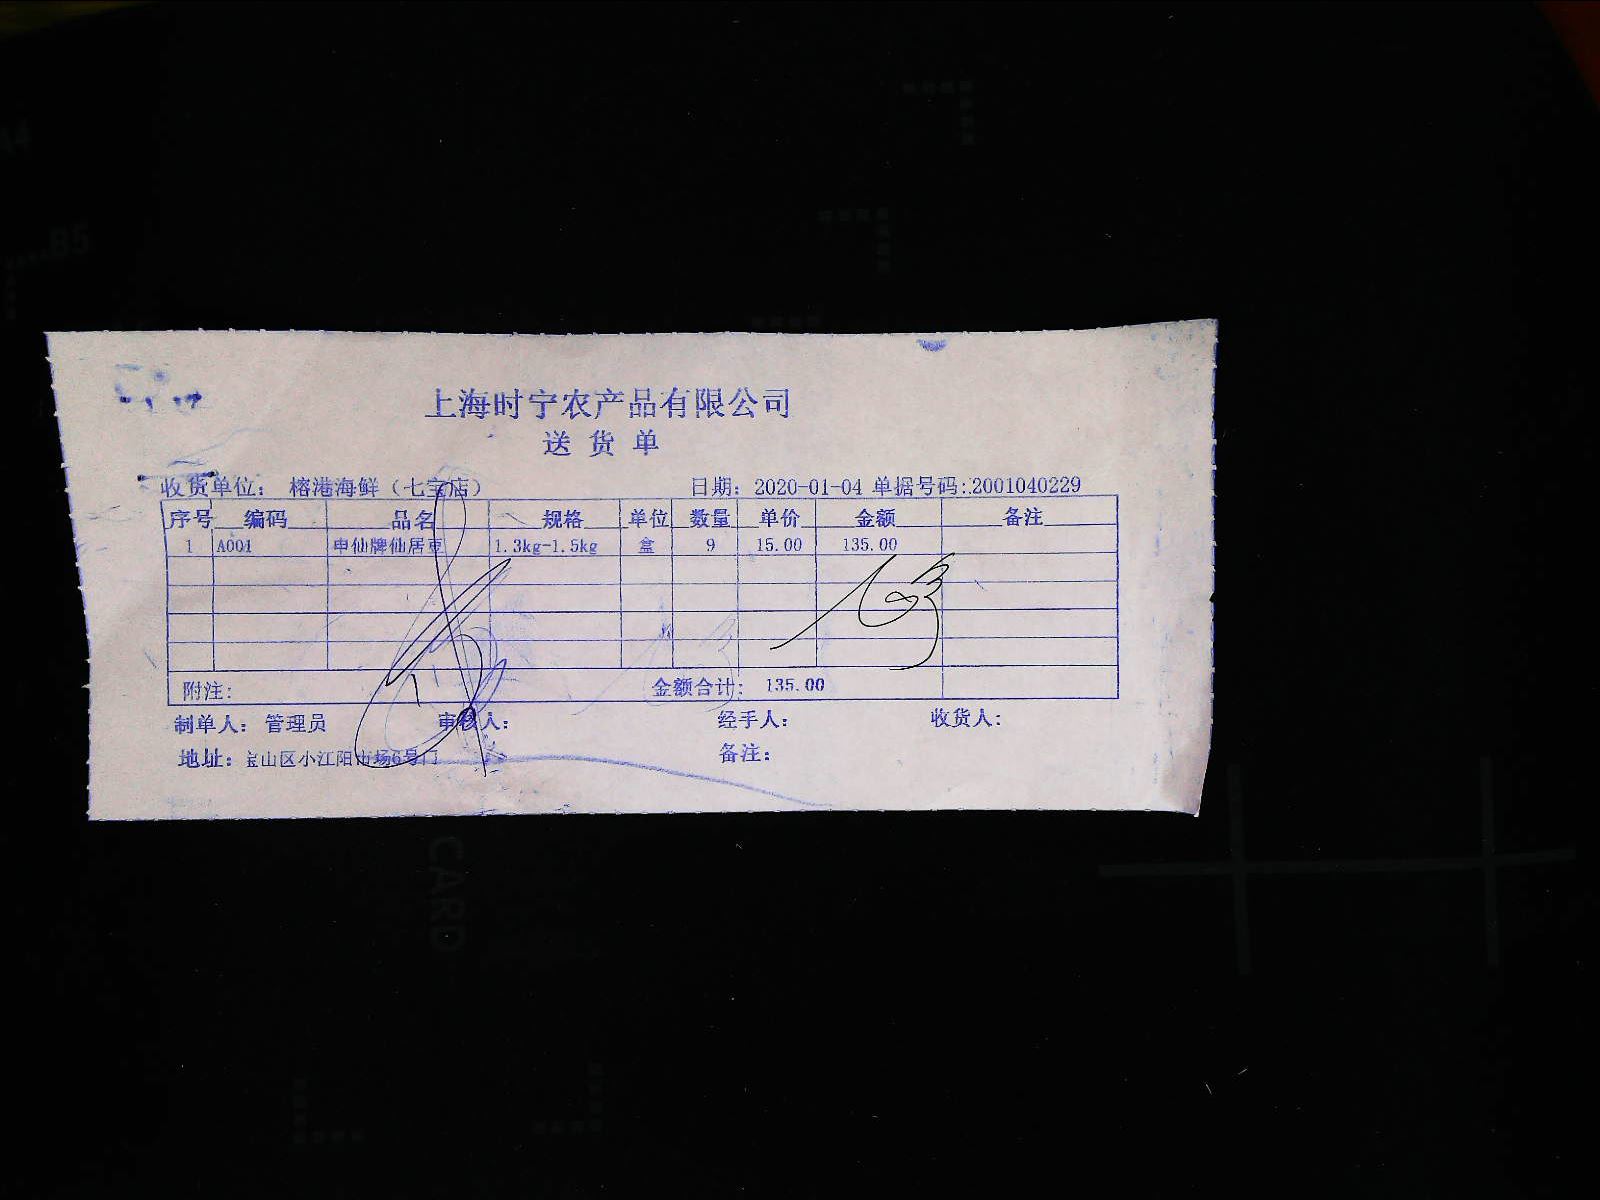 上海时宁农产品有限公司
送货单
收货单位: 榕港海鲜(七宝店) 日期: 2020-01-04 单据号码:2001040229
序号 编码 品名 规格 单位 数量 单价 金额 备注
1 A001 申仙牌仙居豆 1.3kg-1.5kg 盒 9 15.00 135.00
附注: 金额合计: 135.00
制单人: 管理员 审核人: 经手人: 收货人:
地址: 宝山区小江阳市场6号门 备注:
A4
B5
CARD